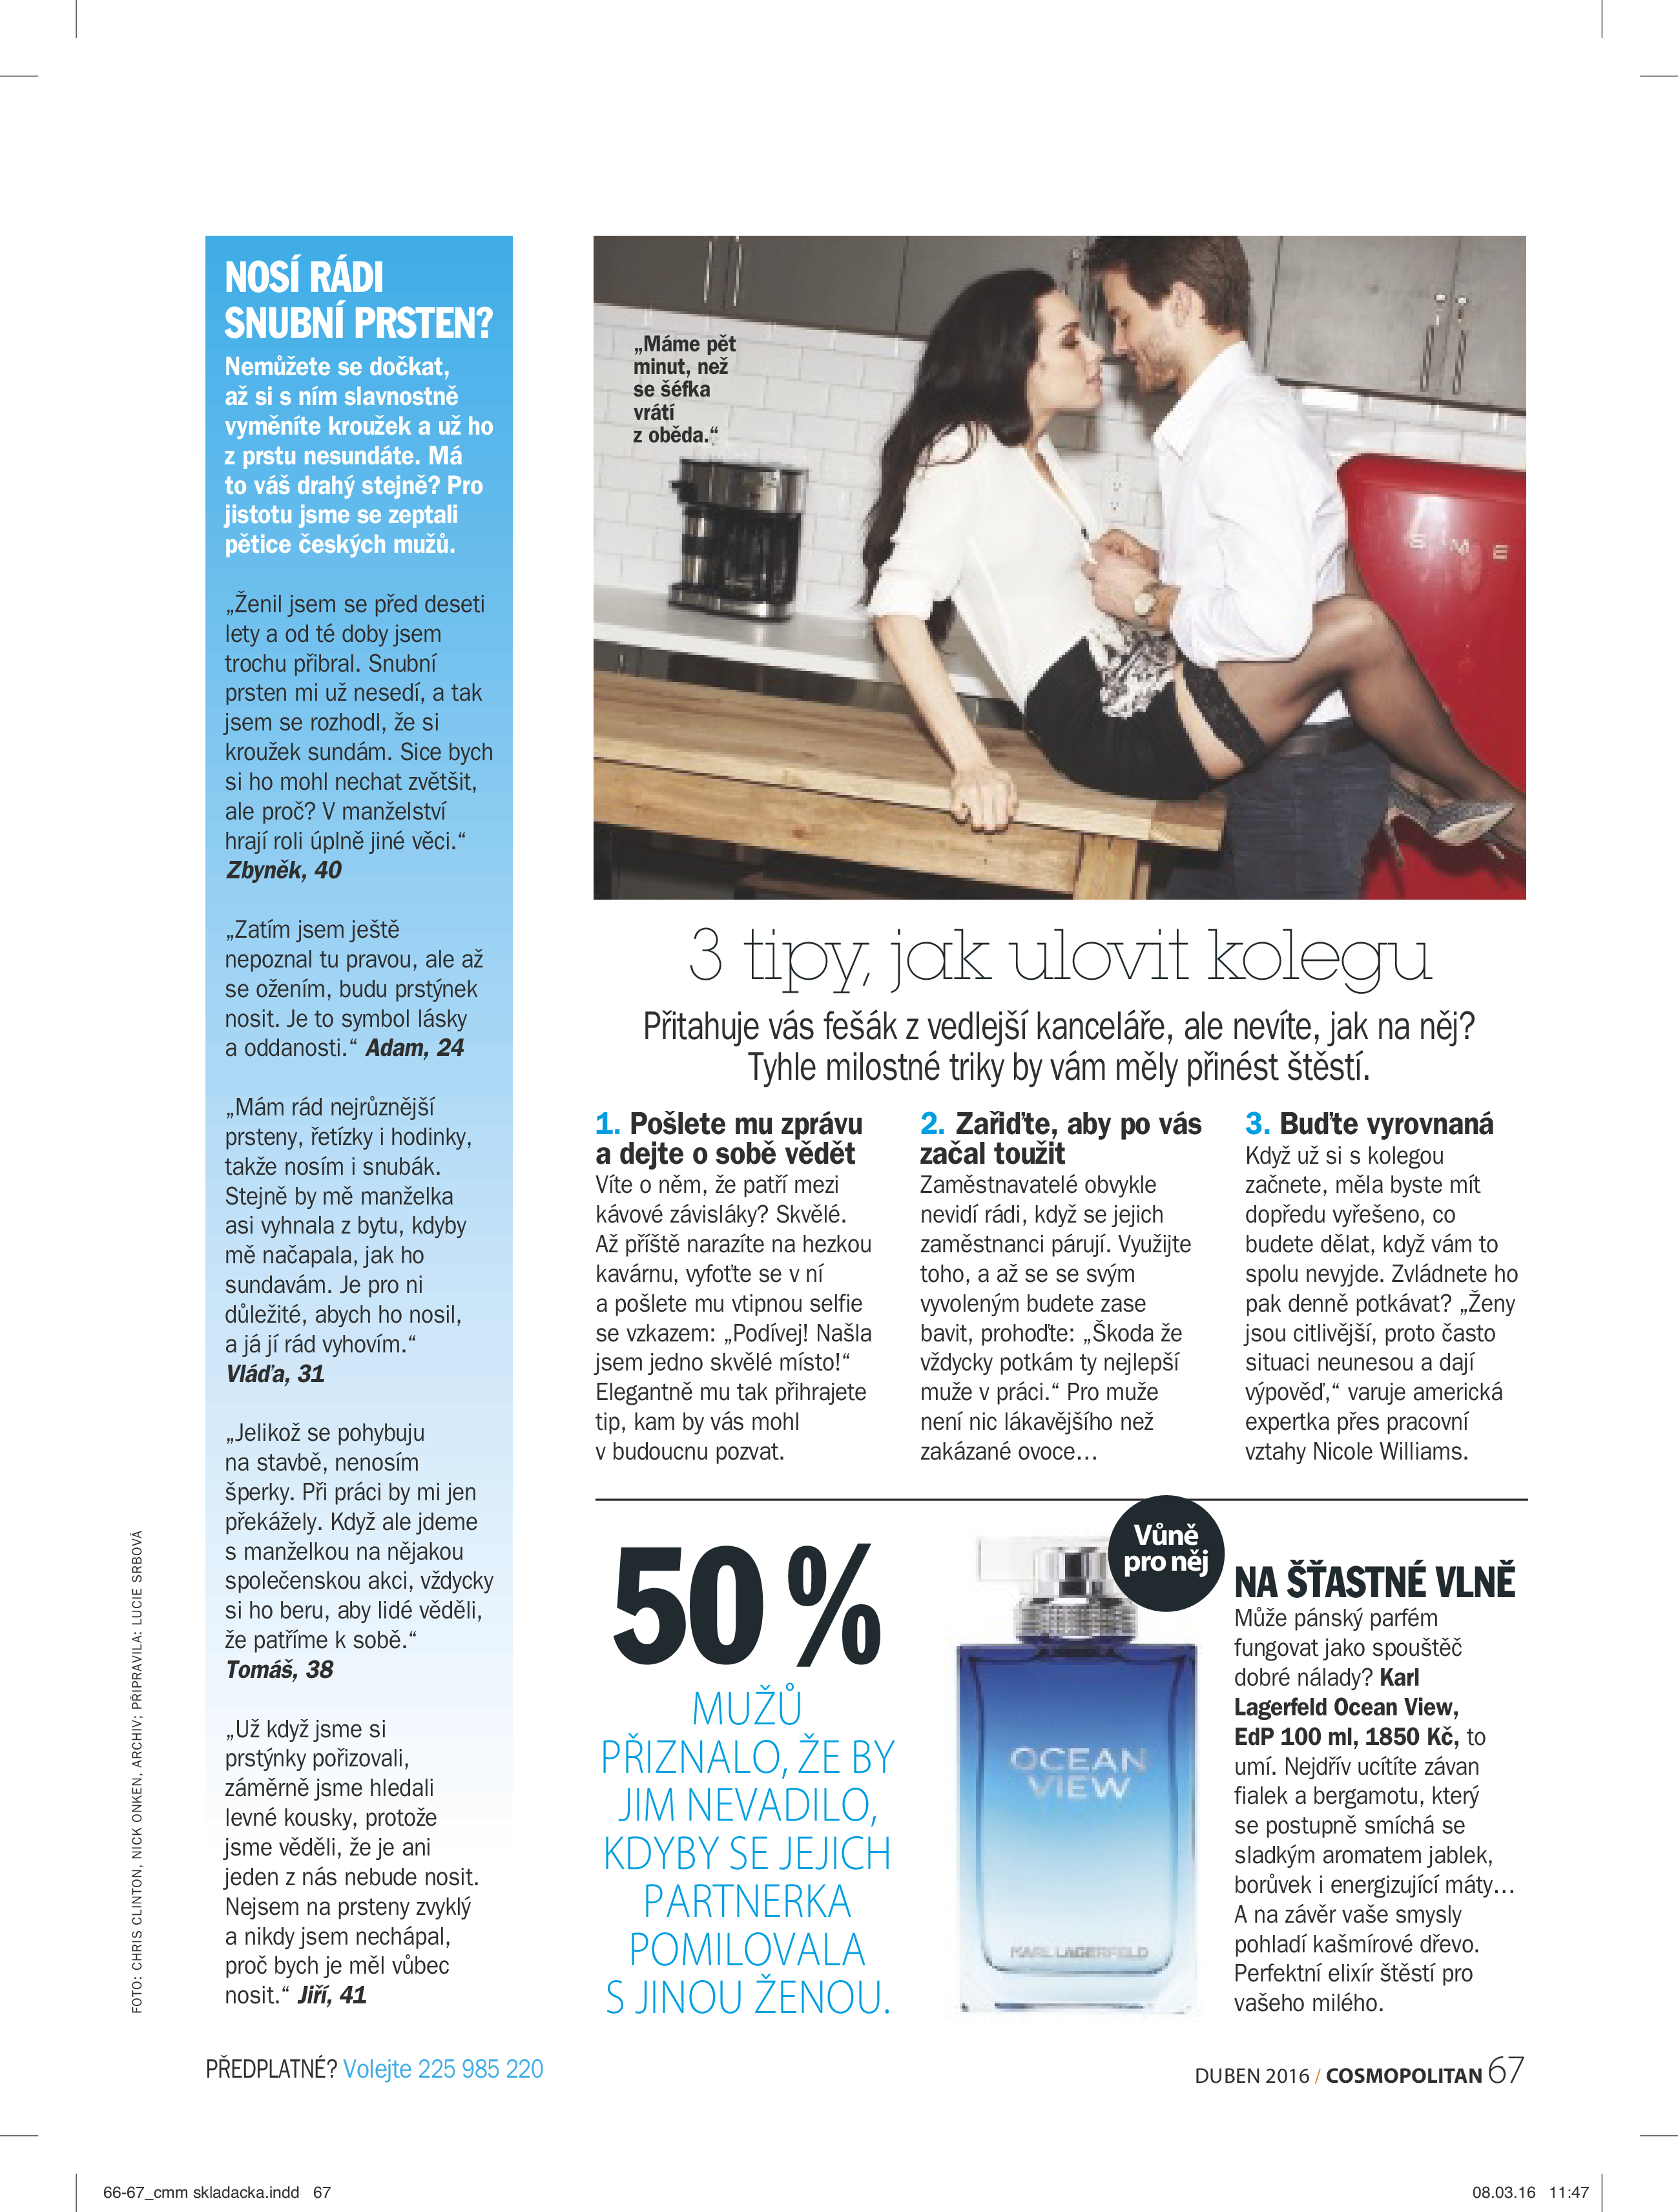 NOSÍ RÁDI
SNUBNÍ PRSTEN?
Nemůžete se dočkat,
až si s ním slavnostně
vyměníte kroužek a už ho
z prstu nesundáte. Má
to váš drahý stejně? Pro
jistotu jsme se zeptali
pětice českých mužů.
„Ženil jsem se před deseti
lety a od té doby jsem
trochu přibral. Snubní
prsten mi už nesedí, a tak
jsem se rozhodl, že si
kroužek sundám. Sice bych
si ho mohl nechat zvětšit,
ale proč? V manželství
hrají roli úplně jiné věci.“
Zbyněk, 40
„Zatím jsem ještě
nepoznal tu pravou, ale až
se ožením, budu prstýnek
nosit. Je to symbol lásky
a oddanosti.“ Adam, 24
„Mám rád nejrůznější
prsteny, řetízky i hodinky,
takže nosím i snubák.
Stejně by mě manželka
asi vyhnala z bytu, kdyby
mě načapala, jak ho
sundavám. Je pro ni
důležité, abych ho nosil,
a já jí rád vyhovím.“
Vláďa, 31
„Jelikož se pohybuju
na stavbě, nenosím
šperky. Při práci by mi jen
překážely. Když ale jdeme
s manželkou na nějakou
společenskou akci, vždycky
si ho beru, aby lidé věděli,
že patříme k sobě.“
Tomáš, 38
„Už když jsme si
prstýnky pořizovali,
záměrně jsme hledali
levné kousky, protože
jsme věděli, že je ani
jeden z nás nebude nosit.
Nejsem na prsteny zvyklý
a nikdy jsem nechápal,
proč bych je měl vůbec
nosit.“ Jiří, 41
„Máme pět
minut, než
se šéfka
vrátí
z oběda.“
S M E
3 tipy, jak ulovit kolegu
Přitahuje vás fešák z vedlejší kanceláře, ale nevíte, jak na něj?
Tyhle milostné triky by vám měly přinést štěstí.
1. Pošlete mu zprávu
a dejte o sobě vědět
Víte o něm, že patří mezi
kávové závisláky? Skvělé.
Až příště narazíte na hezkou
kavárnu, vyfoťte se v ní
a pošlete mu vtipnou selfie
se vzkazem: „Podívej! Našla
jsem jedno skvělé místo!“
Elegantně mu tak přihrajete
tip, kam by vás mohl
v budoucnu pozvat.
2. Zařiďte, aby po vás
začal toužit
Zaměstnavatelé obvykle
nevidí rádi, když se jejich
zaměstnanci párují. Využijte
toho, a až se se svým
vyvoleným budete zase
bavit, prohoďte: „Škoda že
vždycky potkám ty nejlepší
muže v práci.“ Pro muže
není nic lákavějšího než
zakázané ovoce…
3. Buďte vyrovnaná
Když už si s kolegou
začnete, měla byste mít
dopředu vyřešeno, co
budete dělat, když vám to
spolu nevyjde. Zvládnete ho
pak denně potkávat? „Ženy
jsou citlivější, proto často
situaci neunesou a dají
výpověď,“ varuje americká
expertka přes pracovní
vztahy Nicole Williams.
50 %
MUŽŮ
PŘIZNALO, ŽE BY
JIM NEVADILO,
KDYBY SE JEJICH
PARTNERKA
POMILOVALA
S JINOU ŽENOU.
Vůně
pro něj
OCEAN
VIEW
KARL LAGERFELD
NA ŠŤASTNÉ VLNĚ
Může pánský parfém
fungovat jako spouštěč
dobré nálady? Karl
Lagerfeld Ocean View,
EdP 100 ml, 1850 Kč, to
umí. Nejdřív ucítíte závan
fialek a bergamotu, který
se postupně smíchá se
sladkým aromatem jablek,
borůvek i energizující máty…
A na závěr vaše smysly
pohladí kašmírové dřevo.
Perfektní elixír štěstí pro
vašeho milého.
FOTO: CHRIS CLINTON, NICK ONKEN, ARCHIV; PŘIPRAVILA: LUCIE SRBOVÁ
PŘEDPLATNÉ? Volejte 225 985 220
DUBEN 2016 / COSMOPOLITAN 67
66-67_cmm skladacka.indd 67
08.03.16 11:47